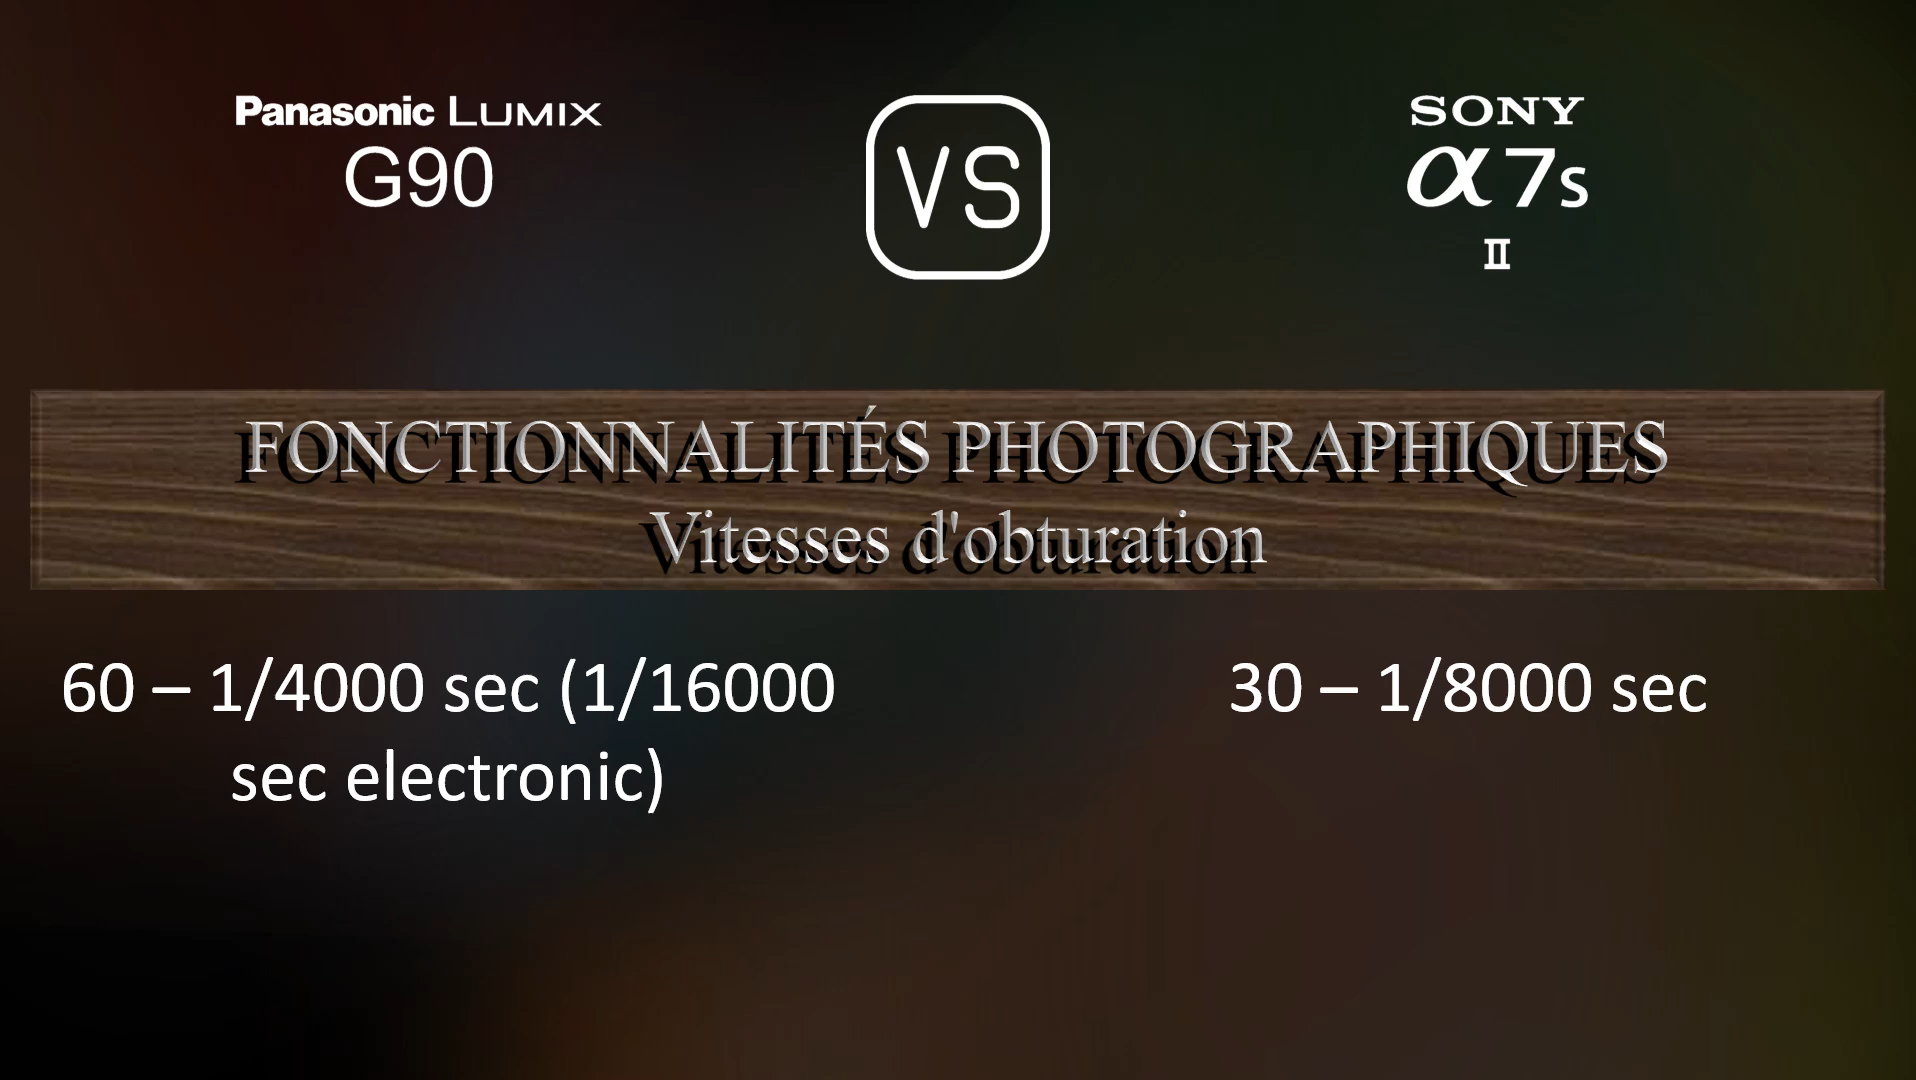 Panasonic LUMIX
G90
VS
SONY
α7s
II
FONCTIONNALITÉS PHOTOGRAPHIQUES
Vitesses d'obturation
60 – 1/4000 sec (1/16000
sec electronic)
30 – 1/8000 sec